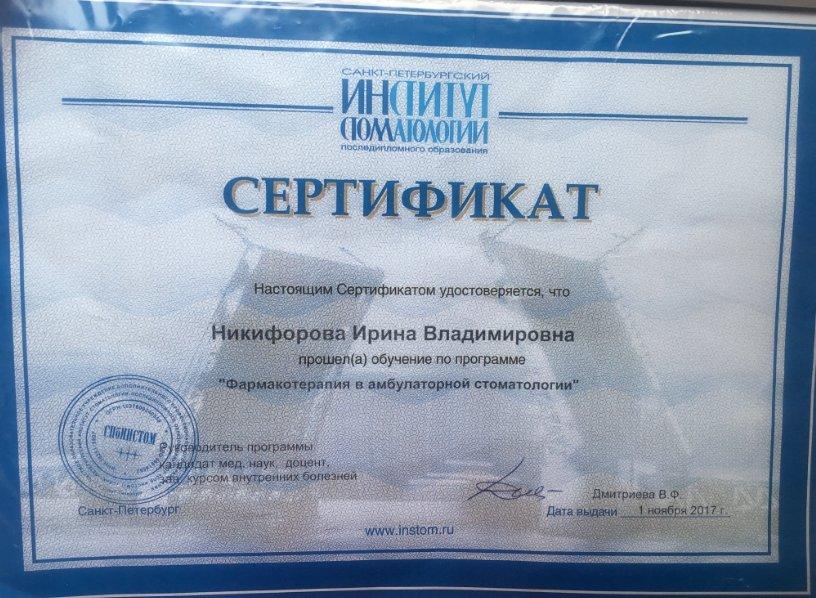 САНКТ-ПЕТЕРБУРГСКИЙ
ИНСТИТУТ
СТОМАТОЛОГИИ
последипломного образования
СЕРТИФИКАТ
Настоящим Сертификатом удостоверяется, что
Никифорова Ирина Владимировна
прошел(а) обучение по программе
"Фармакотерапия в амбулаторной стоматологии"
СПбИНСТОМ
Руководитель программы
кандидат мед. наук, доцент,
зав. курсом внутренних болезней
Дмитриева В.Ф.
Санкт-Петербург
Дата выдачи 1 ноября 2017 г.
www.instom.ru